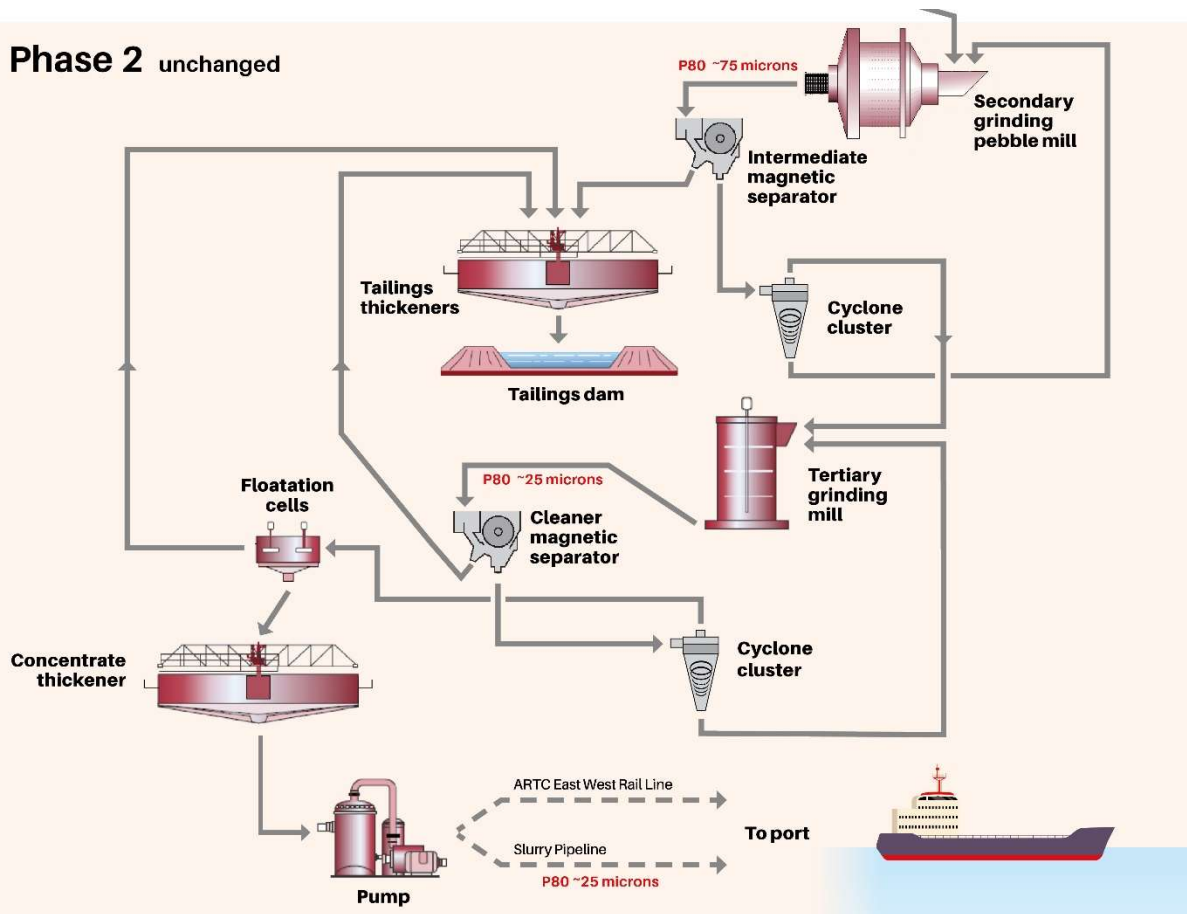 Phase 2 unchanged
P80 ~75 microns
Secondary
grinding
pebble mill
Intermediate
magnetic
separator
Tailings
thickeners
Cyclone
cluster
Tailings dam
Tertiary
grinding
mill
P80 ~25 microns
Floatation
cells
Cleaner
magnetic
separator
Concentrate
thickener
Cyclone
cluster
ARTC East West Rail Line
To port
Slurry Pipeline
P80 ~25 microns
Pump